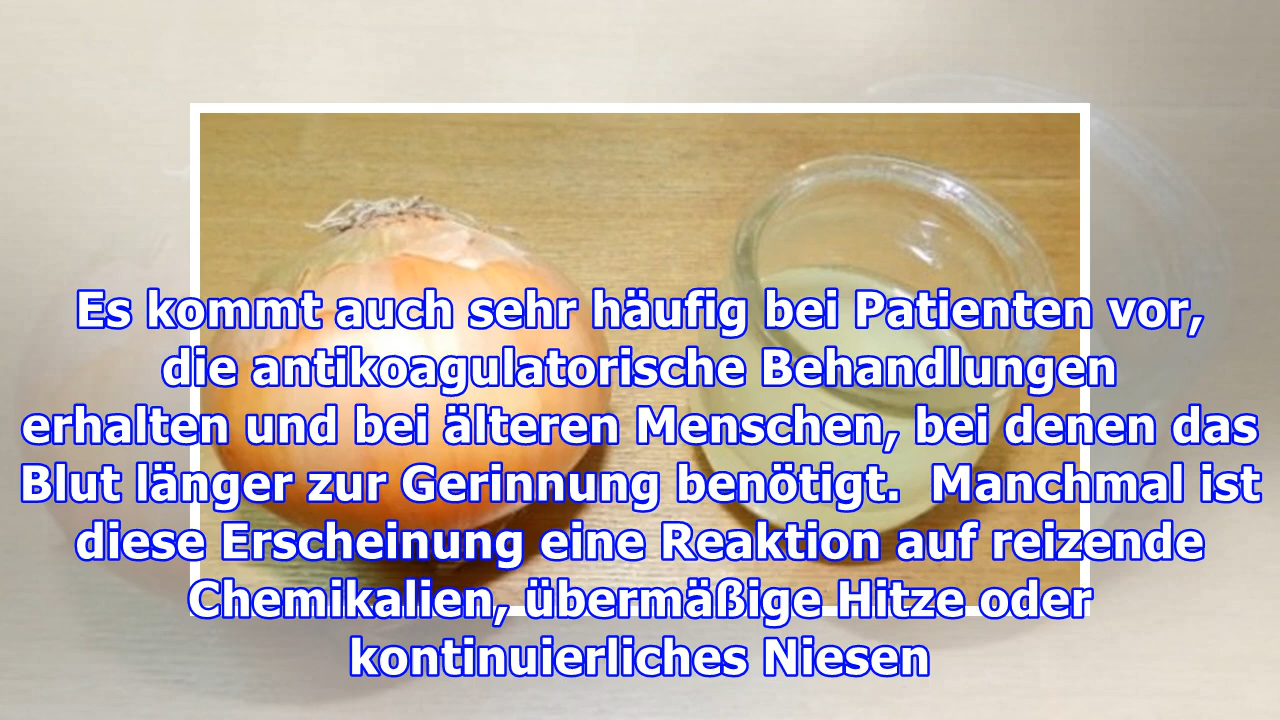 Es kommt auch sehr häufig bei Patienten vor,
die antikoagulatorische Behandlungen
erhalten und bei älteren Menschen, bei denen das
Blut länger zur Gerinnung benötigt.  Manchmal ist
diese Erscheinung eine Reaktion auf reizende
Chemikalien, übermäßige Hitze oder
kontinuierliches Niesen